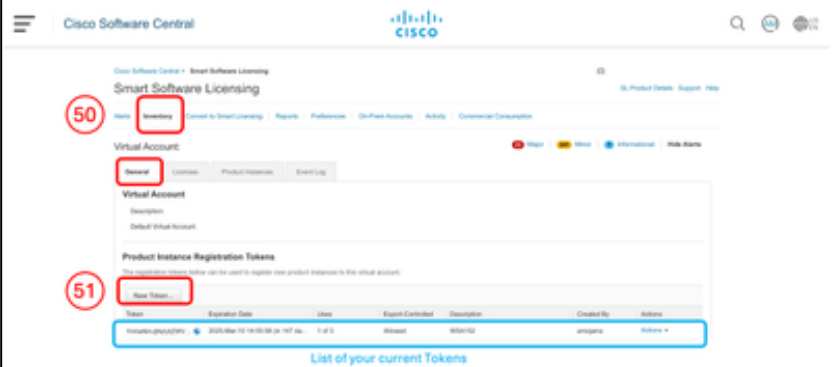 Cisco Software Central
CISCO
Cisco Software Central > Smart Software Licensing
Smart Software Licensing
Product Details Support Help
50
Alerts Inventory Convert to Smart Licensing Reports Preferences On-Prem Accounts Activity Commercial Consumption
Virtual Account:
Major Minor Informational Hide Alerts
General Licenses Product Instances Event Log
Virtual Account
Description:
Default Virtual Account:
Product Instance Registration Tokens
The registration tokens below can be used to register new product instances to this virtual account.
51
New Token...
Token Expiration Date Uses Export-Controlled Description Created By Actions
Allowed Actions
List of your current Tokens